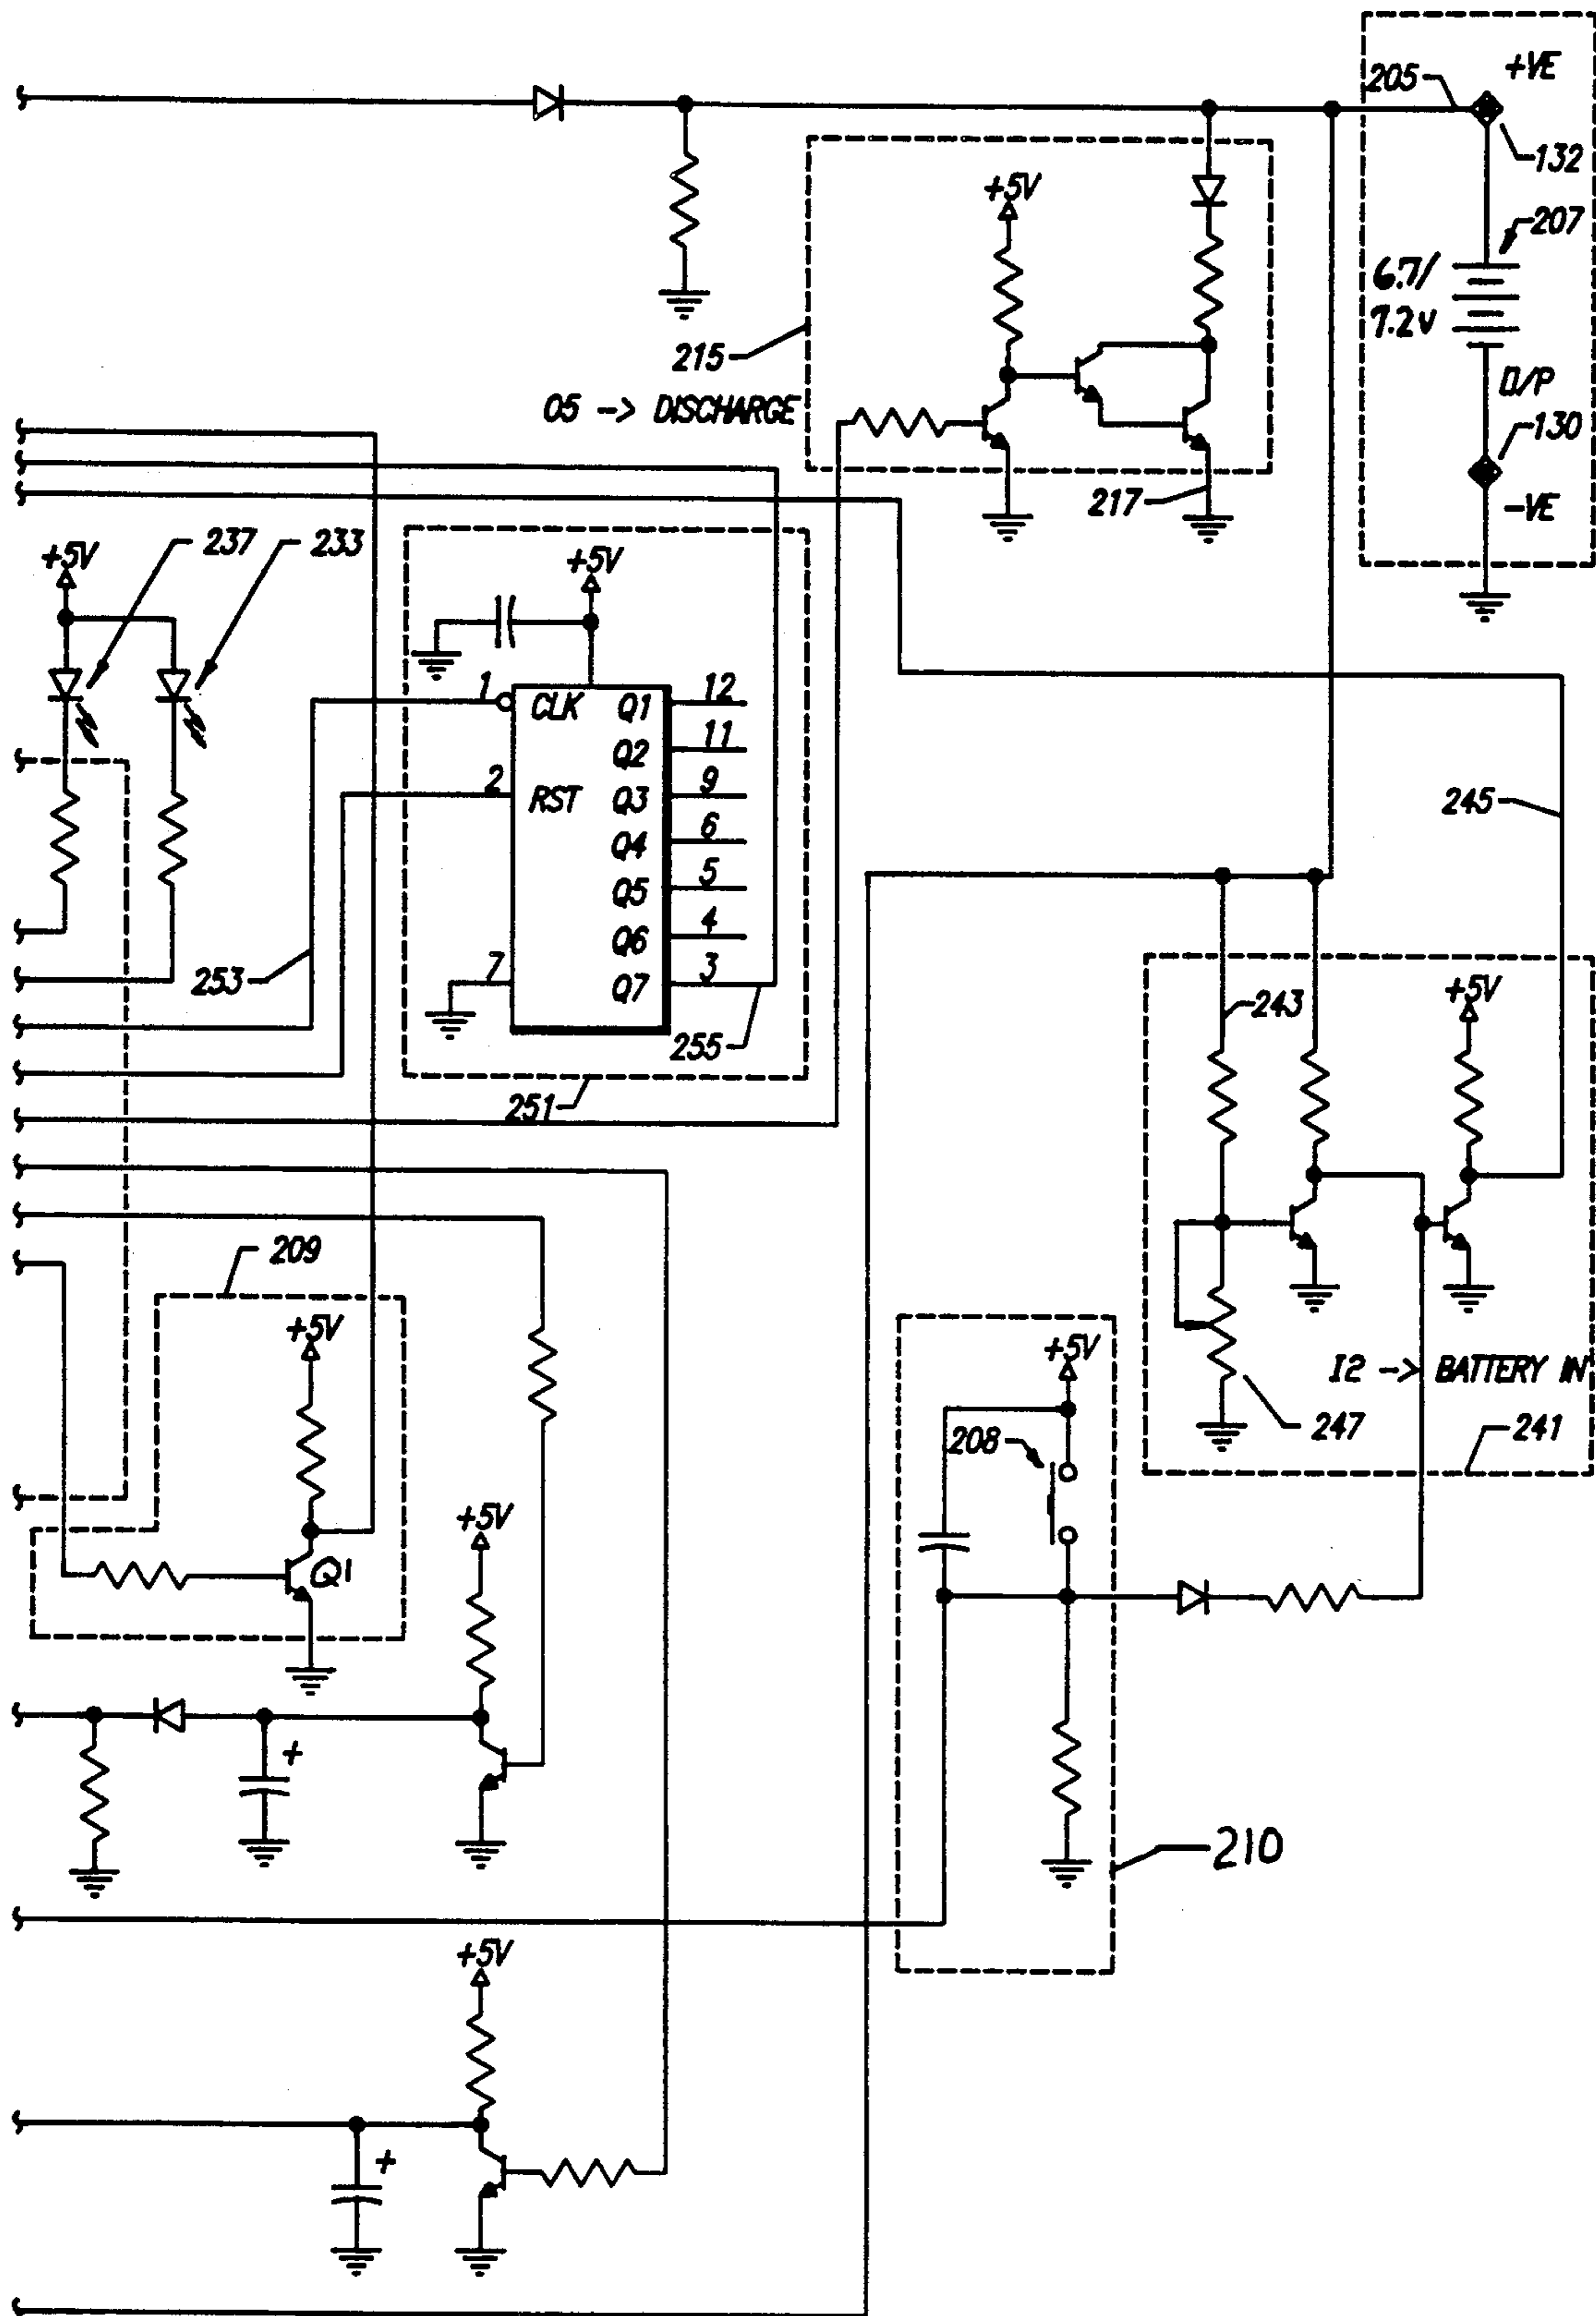 +VE
205
132
+5V
207
6.7/
7.2V
215
O/P
O5 -> DISCHARGE
130
217
-VE
237
233
+5V
+5V
1
CLK
Q1
12
Q2
11
2
RST
Q3
9
245
Q4
6
Q5
5
Q6
4
253
7
Q7
3
243
+5V
255
251
209
+5V
+5V
I2 -> BATTERY IN
208
247
241
+5V
Q1
210
+
+5V
+